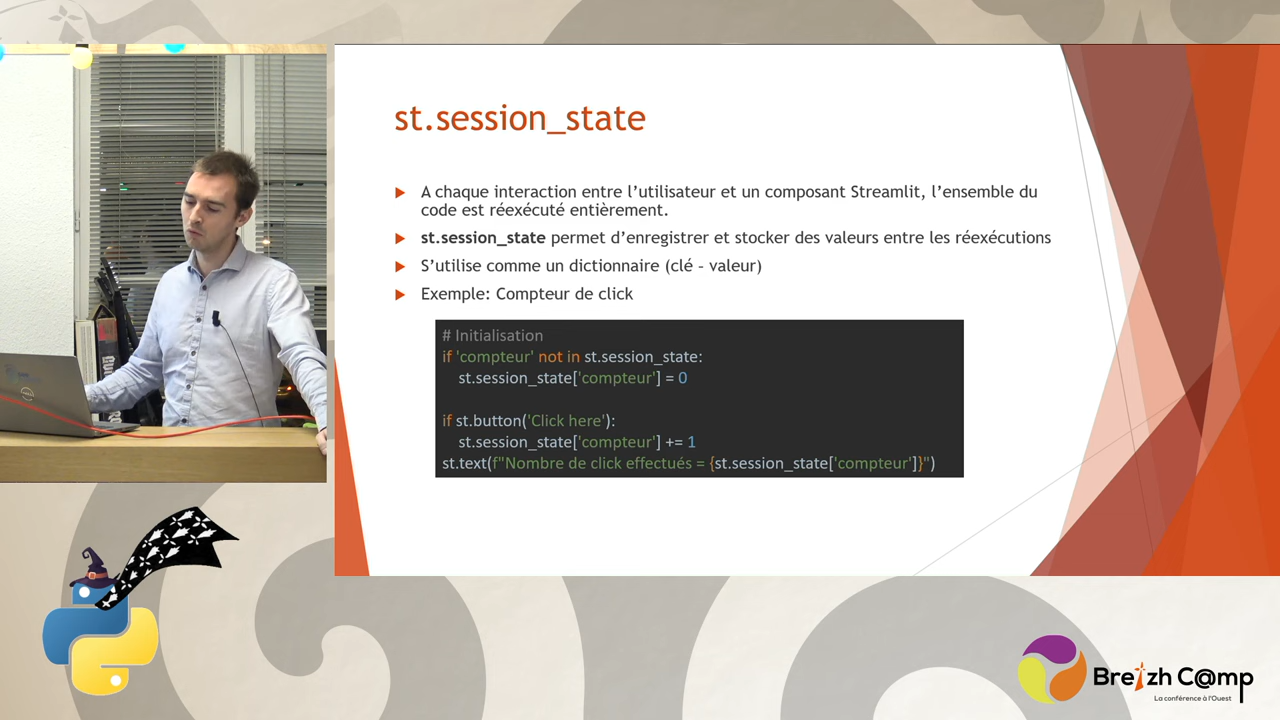 st.session_state
A chaque interaction entre l'utilisateur et un composant Streamlit, l'ensemble du
code est réexécuté entièrement.
st.session_state permet d'enregistrer et stocker des valeurs entre les réexécutions
S'utilise comme un dictionnaire (clé - valeur)
Exemple: Compteur de click
# Initialisation
if 'compteur' not in st.session_state:
st.session_state['compteur'] = 0
if st.button('Click here'):
st.session_state['compteur'] += 1
st.text(f"Nombre de click effectués = {st.session_state['compteur']}")
Breizh C@mp
La conférence à l'Ouest